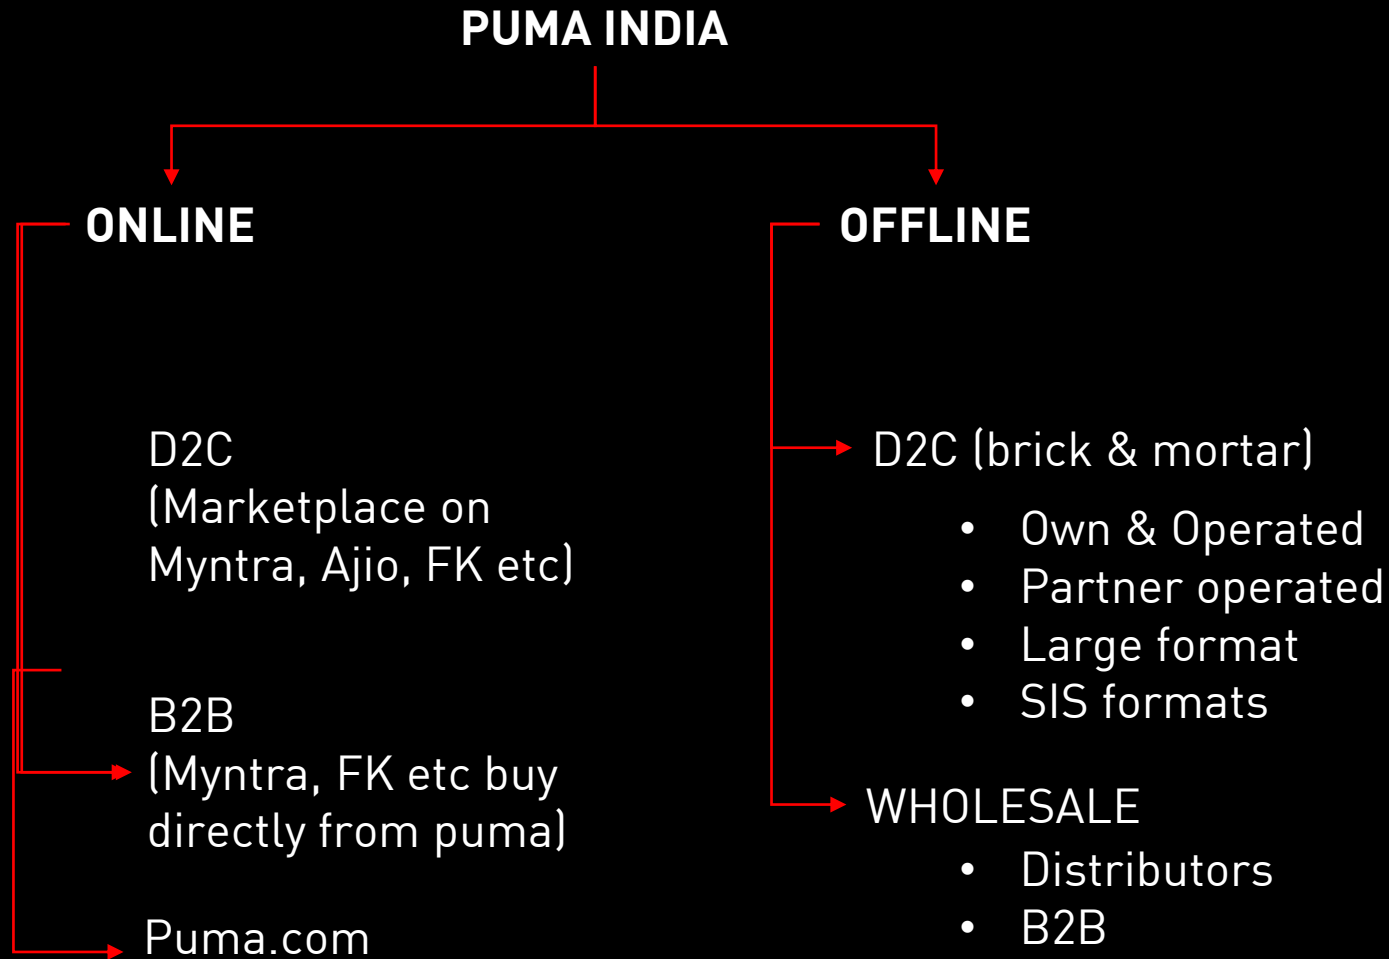 PUMA INDIA
ONLINE
D2C
(Marketplace on
Myntra, Ajio, FK etc)
B2B
(Myntra, FK etc buy
directly from puma)
Puma.com
OFFLINE
D2C (brick & mortar)
• Own & Operated
• Partner operated
• Large format
• SIS formats
WHOLESALE
• Distributors
• B2B